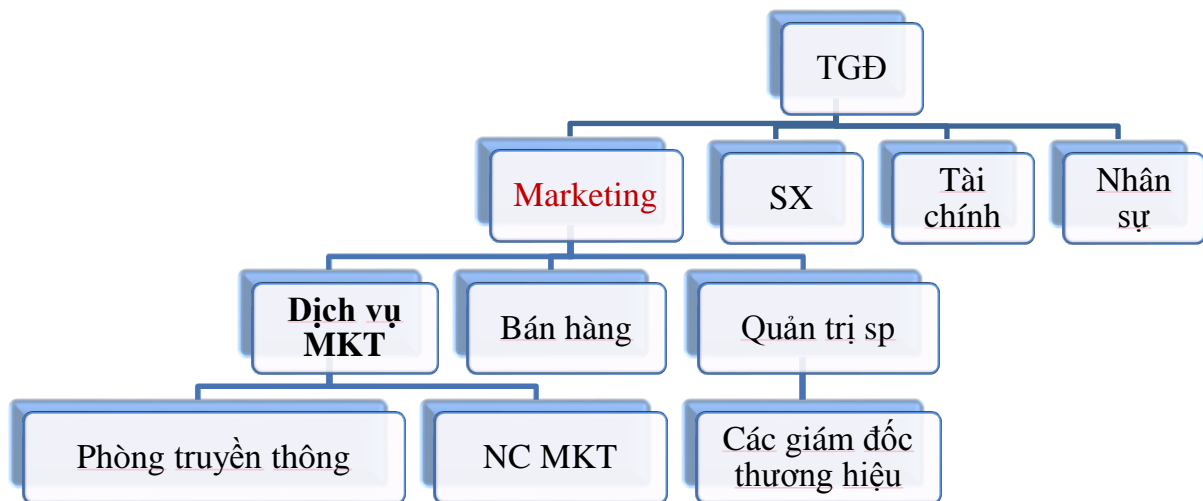 TGĐ
Marketing
SX
Tài
chính
Nhân
sự
Dịch vụ
MKT
Bán hàng
Quản trị sp
Phòng truyền thông
NC MKT
Các giám đốc
thương hiệu